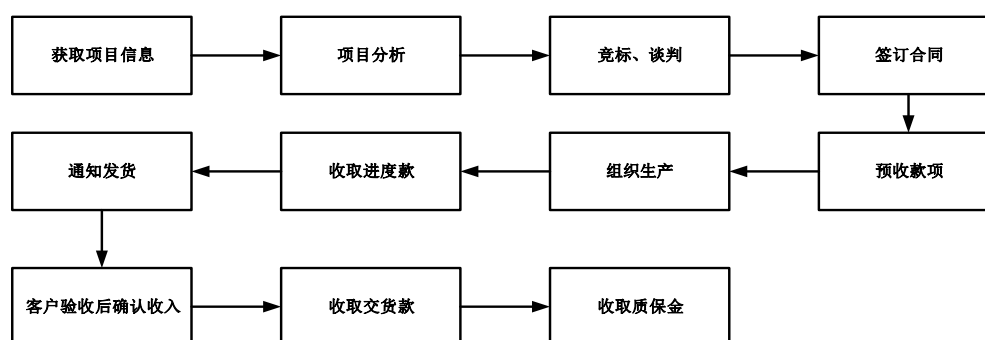 获取项目信息
项目分析
竞标、谈判
签订合同
通知发货
收取进度款
组织生产
预收款项
客户验收后确认收入
收取交货款
收取质保金